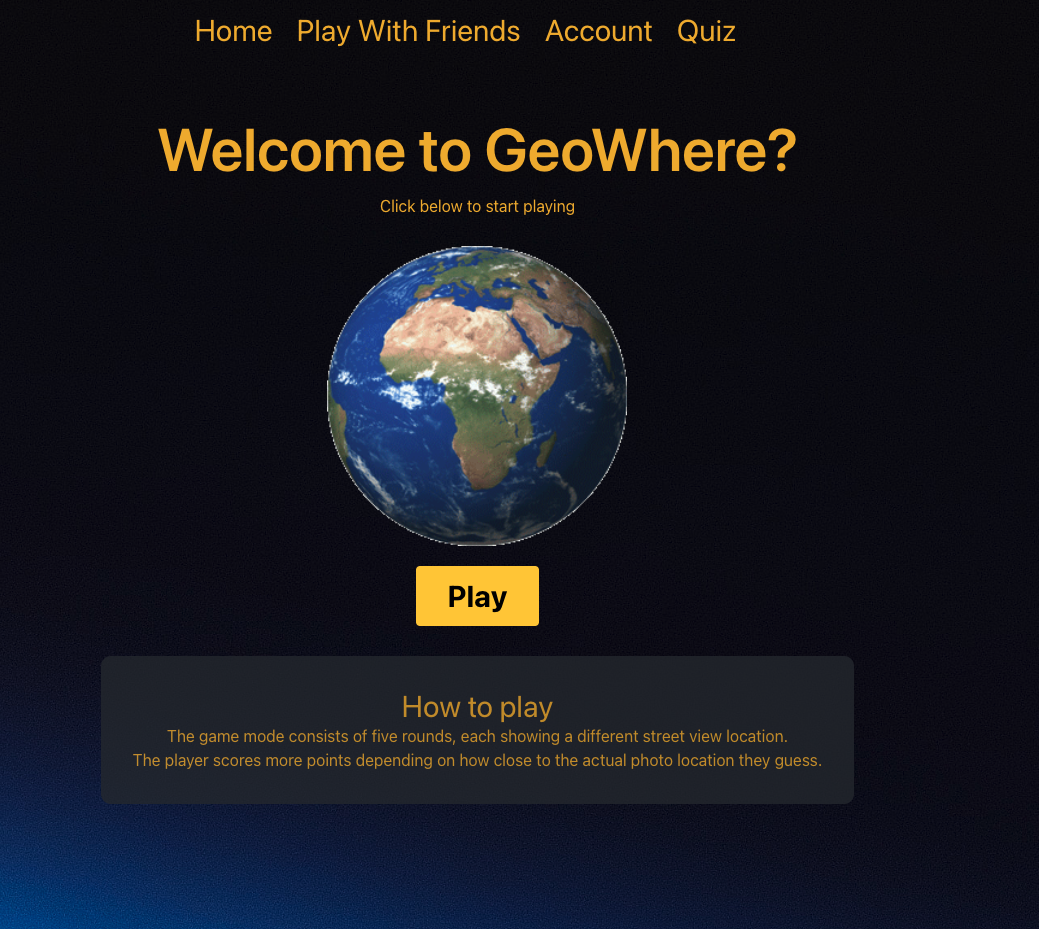 Home Play With Friends Account Quiz
Welcome to GeoWhere?
Click below to start playing
Play
How to play
The game mode consists of five rounds, each showing a different street view location.
The player scores more points depending on how close to the actual photo location they guess.